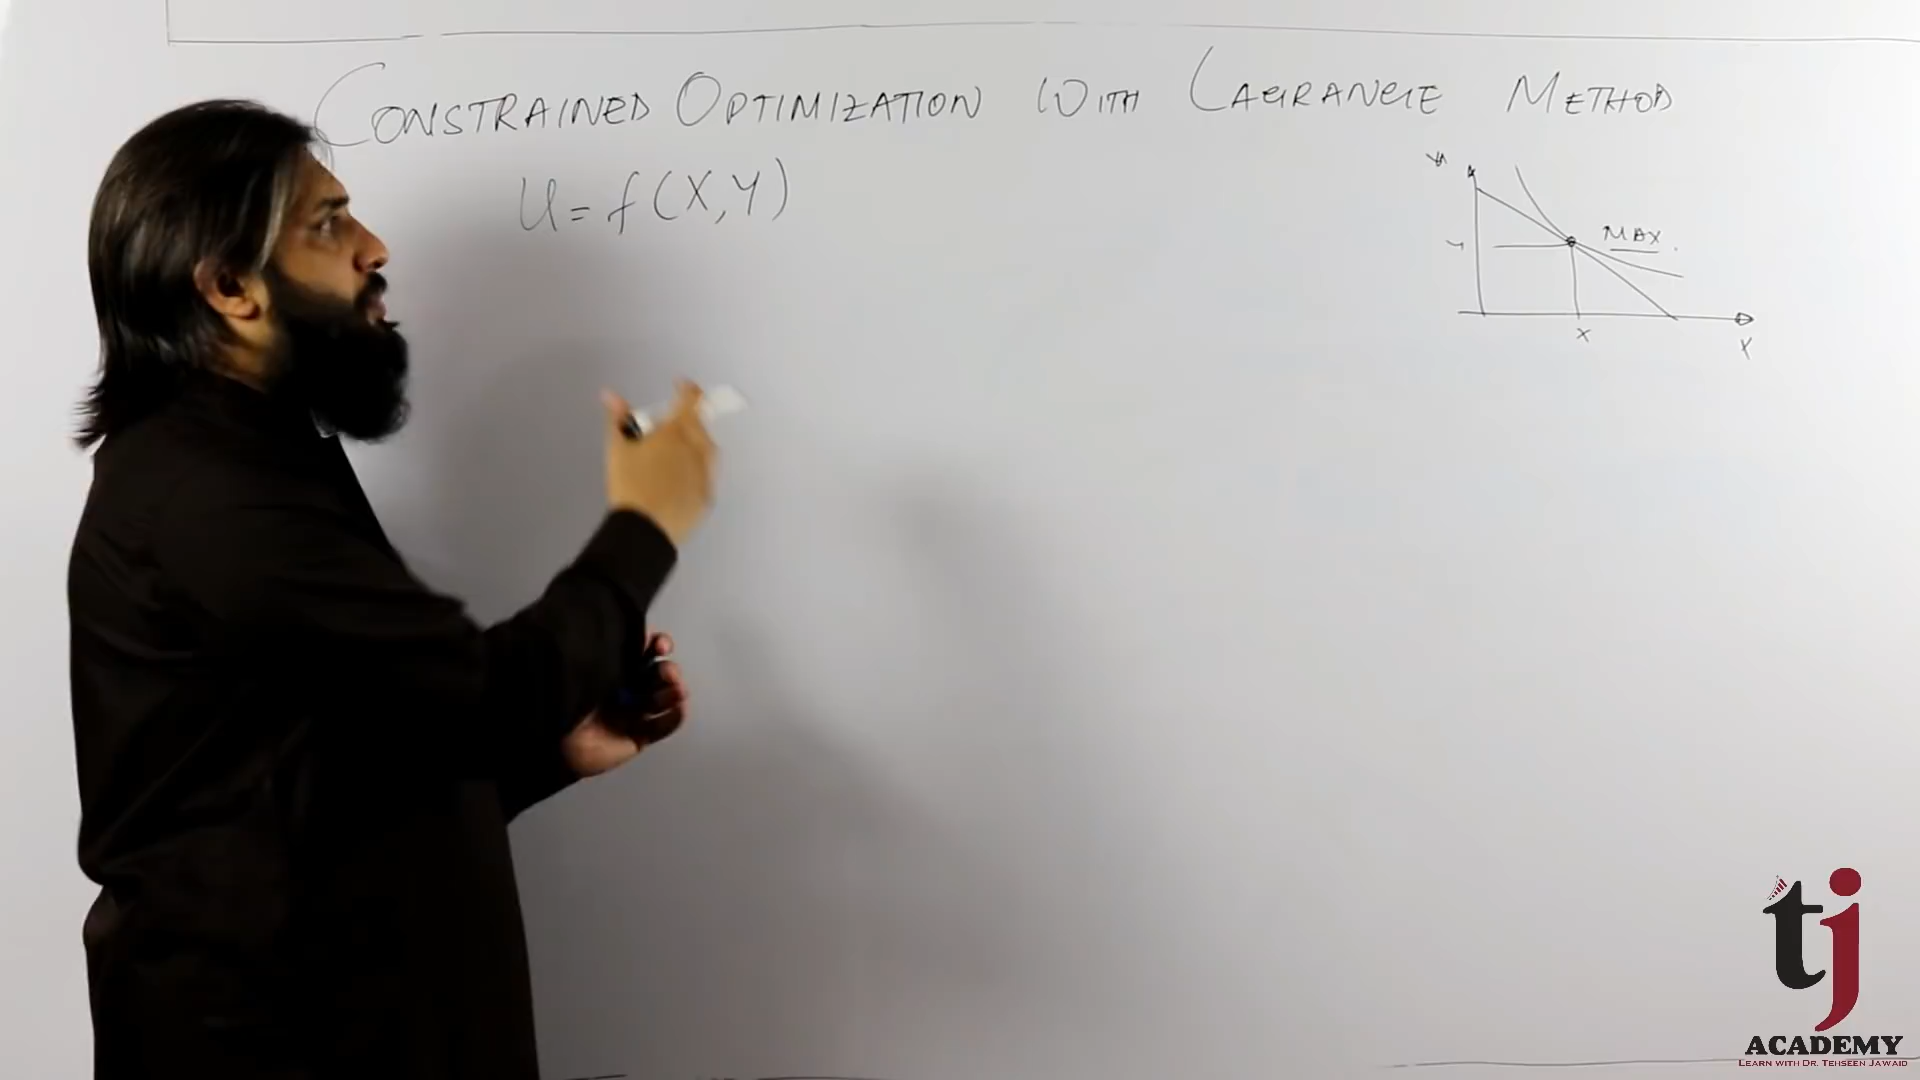 CONSTRAINED OPTIMIZATION WITH LAGRANGE METHOD
U = f(X,Y)
Y
MAX.
Y
X
X
tj
ACADEMY
LEARN WITH DR. TEHSEEN JAWAID